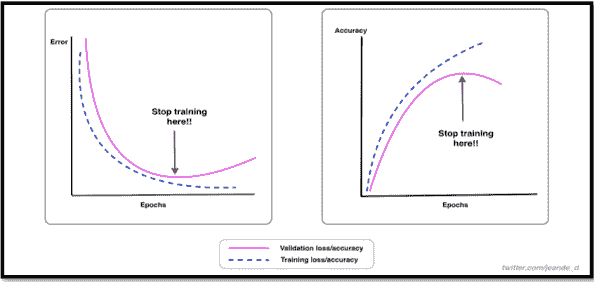 Error
Stop training
here!!
Epochs
Accuracy
Stop training
here!!
Epochs
Validation loss/accuracy
Training loss/accuracy
twitter.com/jeande_d